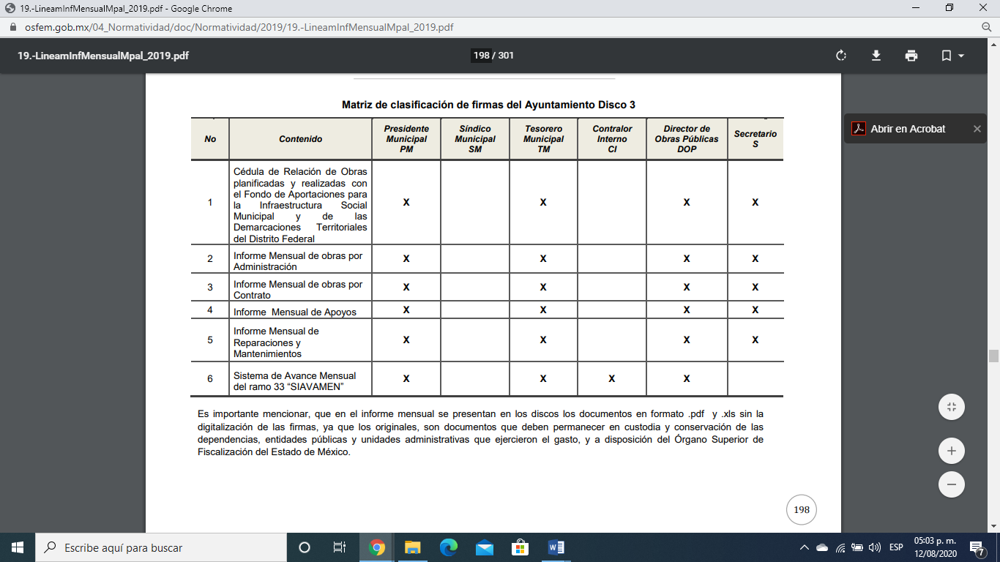 19.-LineamInfMensualMpal_2019.pdf - Google Chrome
osfem.gob.mx/04_Normatividad/doc/Normatividad/2019/19.-LineamInfMensualMpal_2019.pdf
19.-LineamInfMensualMpal_2019.pdf
198 / 301
Abrir en Acrobat
Matriz de clasificación de firmas del Ayuntamiento Disco 3
No
Contenido
Presidente
Municipal
PM
Síndico
Municipal
SM
Tesorero
Municipal
TM
Contralor
Interno
CI
Director de
Obras Públicas
DOP
Secretario
S
1
Cédula de Relación de Obras
planificadas y realizadas con
el Fondo de Aportaciones para
la Infraestructura Social
Municipal y de las
Demarcaciones Territoriales
del Distrito Federal
X X X X
2
Informe Mensual de obras por
Administración
X X X X
3
Informe Mensual de obras por
Contrato
X X X X
4
Informe Mensual de Apoyos
X X X X
5
Informe Mensual de
Reparaciones y
Mantenimientos
X X X X
6
Sistema de Avance Mensual
del ramo 33 “SIAVAMEN”
X X X X
Es importante mencionar, que en el informe mensual se presentan en los discos los documentos en formato .pdf y .xls sin la
digitalización de las firmas, ya que los originales, son documentos que deben permanecer en custodia y conservación de las
dependencias, entidades públicas y unidades administrativas que ejercieron el gasto, y a disposición del Órgano Superior de
Fiscalización del Estado de México.
198
Escribe aquí para buscar
ESP
05:03 p. m.
12/08/2020
7